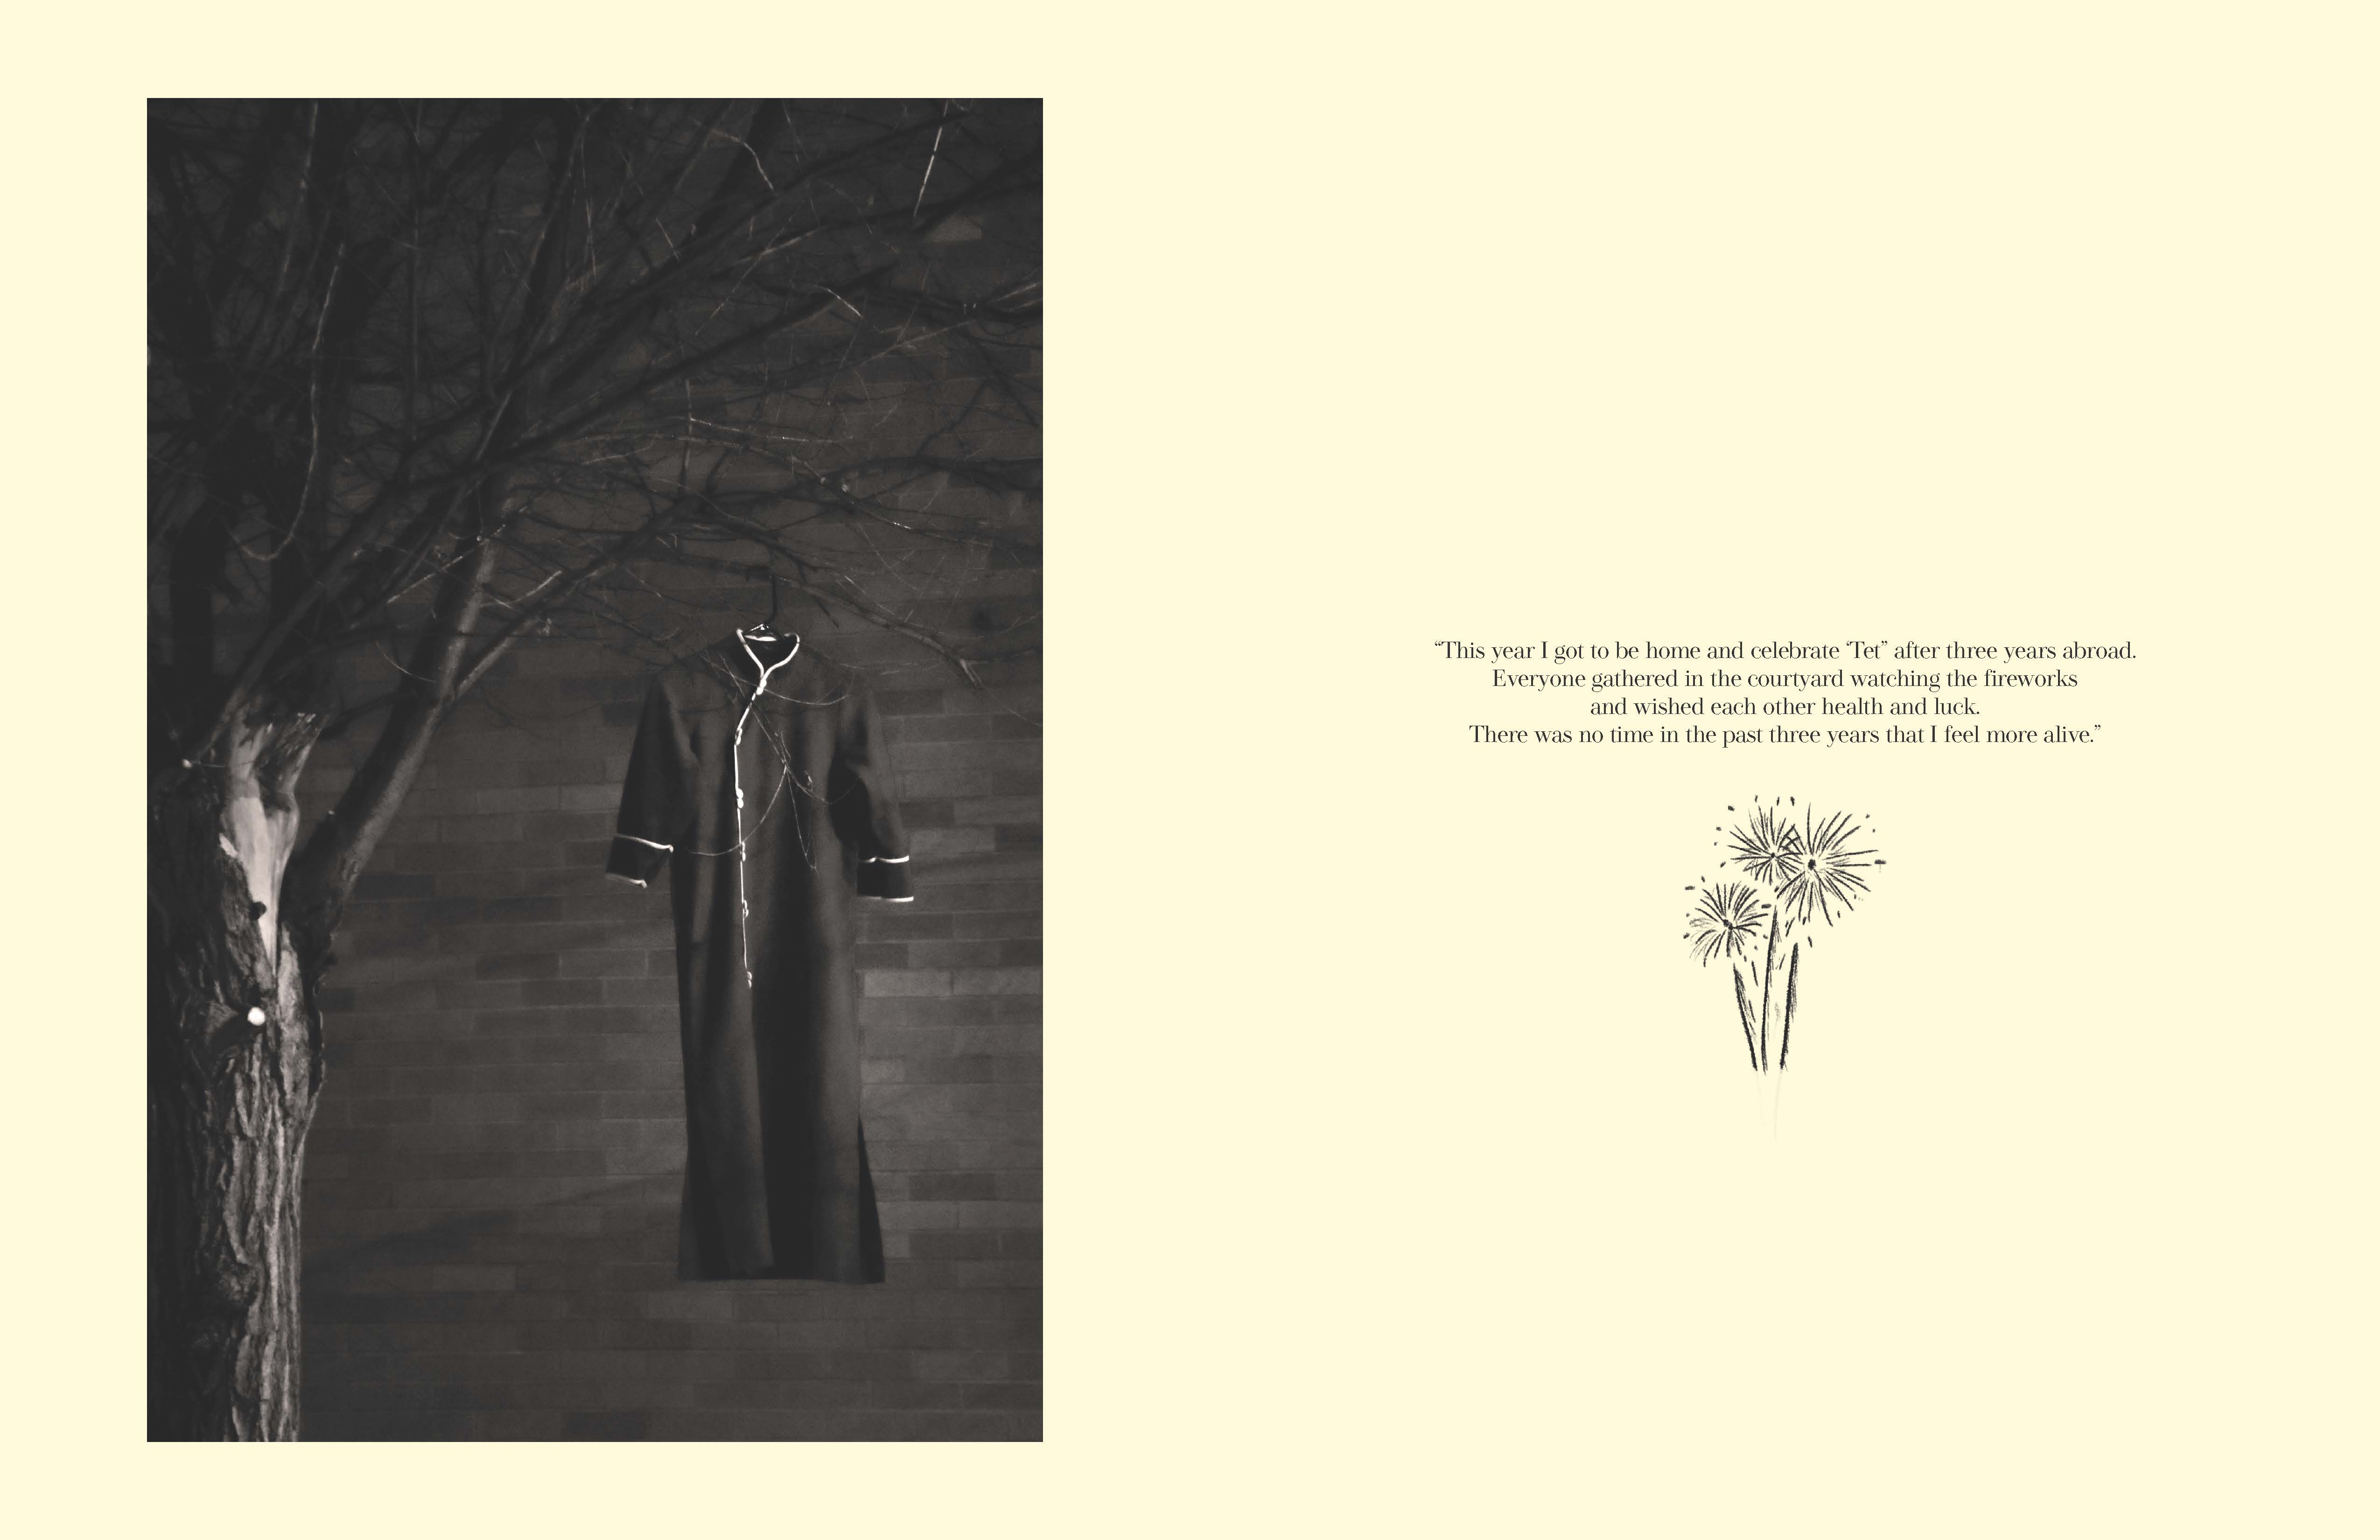 “This year I got to be home and celebrate ‘Tet” after three years abroad.
Everyone gathered in the courtyard watching the fireworks
and wished each other health and luck.
There was no time in the past three years that I feel more alive.”